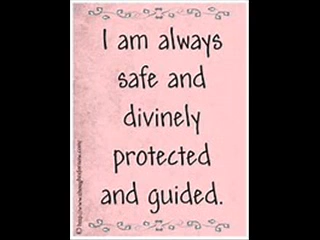 I am always
safe and
divinely
protected
and guided.